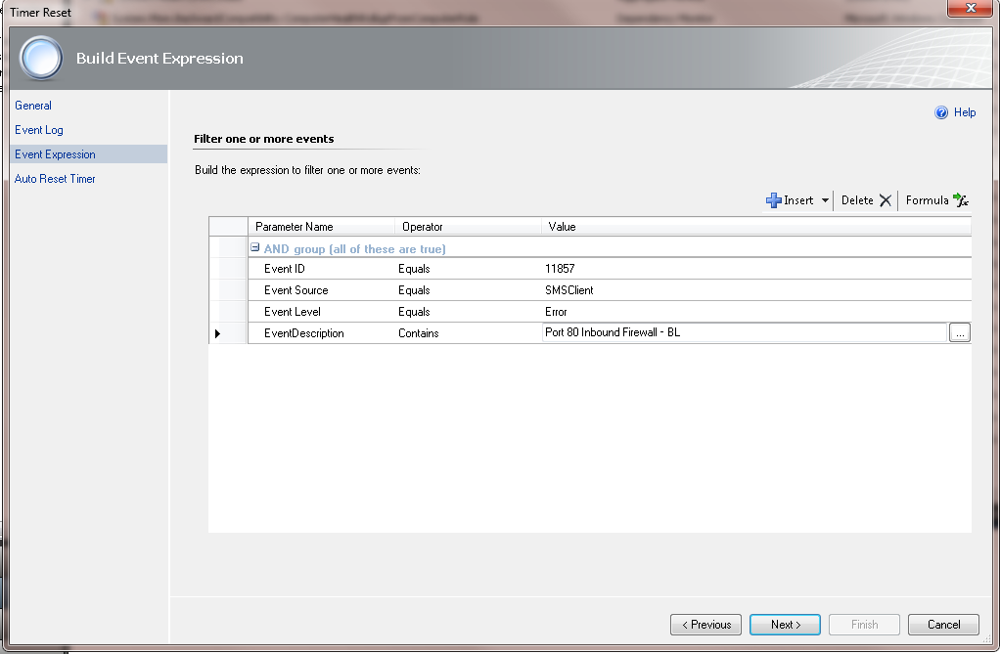 Timer Reset
Build Event Expression
General
Event Log
Event Expression
Auto Reset Timer
Help
Filter one or more events
Build the expression to filter one or more events:
Insert Delete Formula
Parameter Name Operator Value
AND group (all of these are true)
Event ID Equals 11857
Event Source Equals SMSClient
Event Level Equals Error
EventDescription Contains Port 80 Inbound Firewall - BL ...
< Previous Next > Finish Cancel